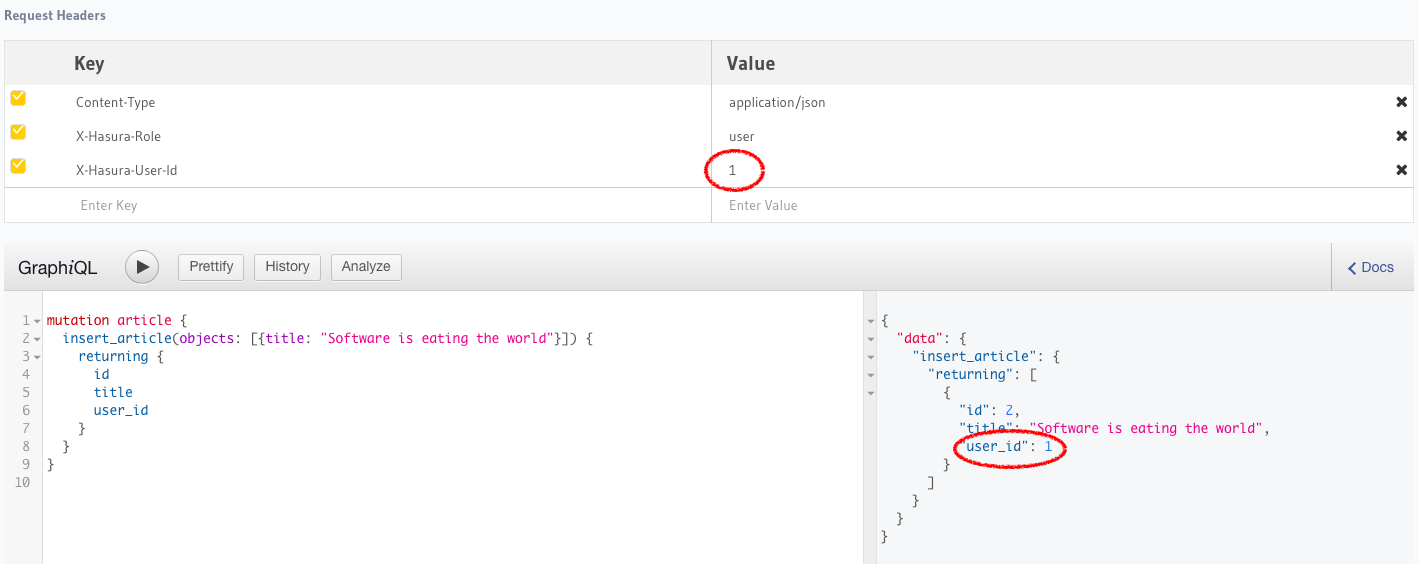 Request Headers
Key Value
Content-Type application/json
X-Hasura-Role user
X-Hasura-User-Id 1
Enter Key Enter Value
GraphiQL Prettify History Analyze Docs
1 mutation article {
2 insert_article(objects: [{title: "Software is eating the world"}]) {
3 returning {
4 id
5 title
6 user_id
7 }
8 }
9 }
10
{
"data": {
"insert_article": {
"returning": [
{
"id": 2,
"title": "Software is eating the world",
"user_id": 1
}
]
}
}
}